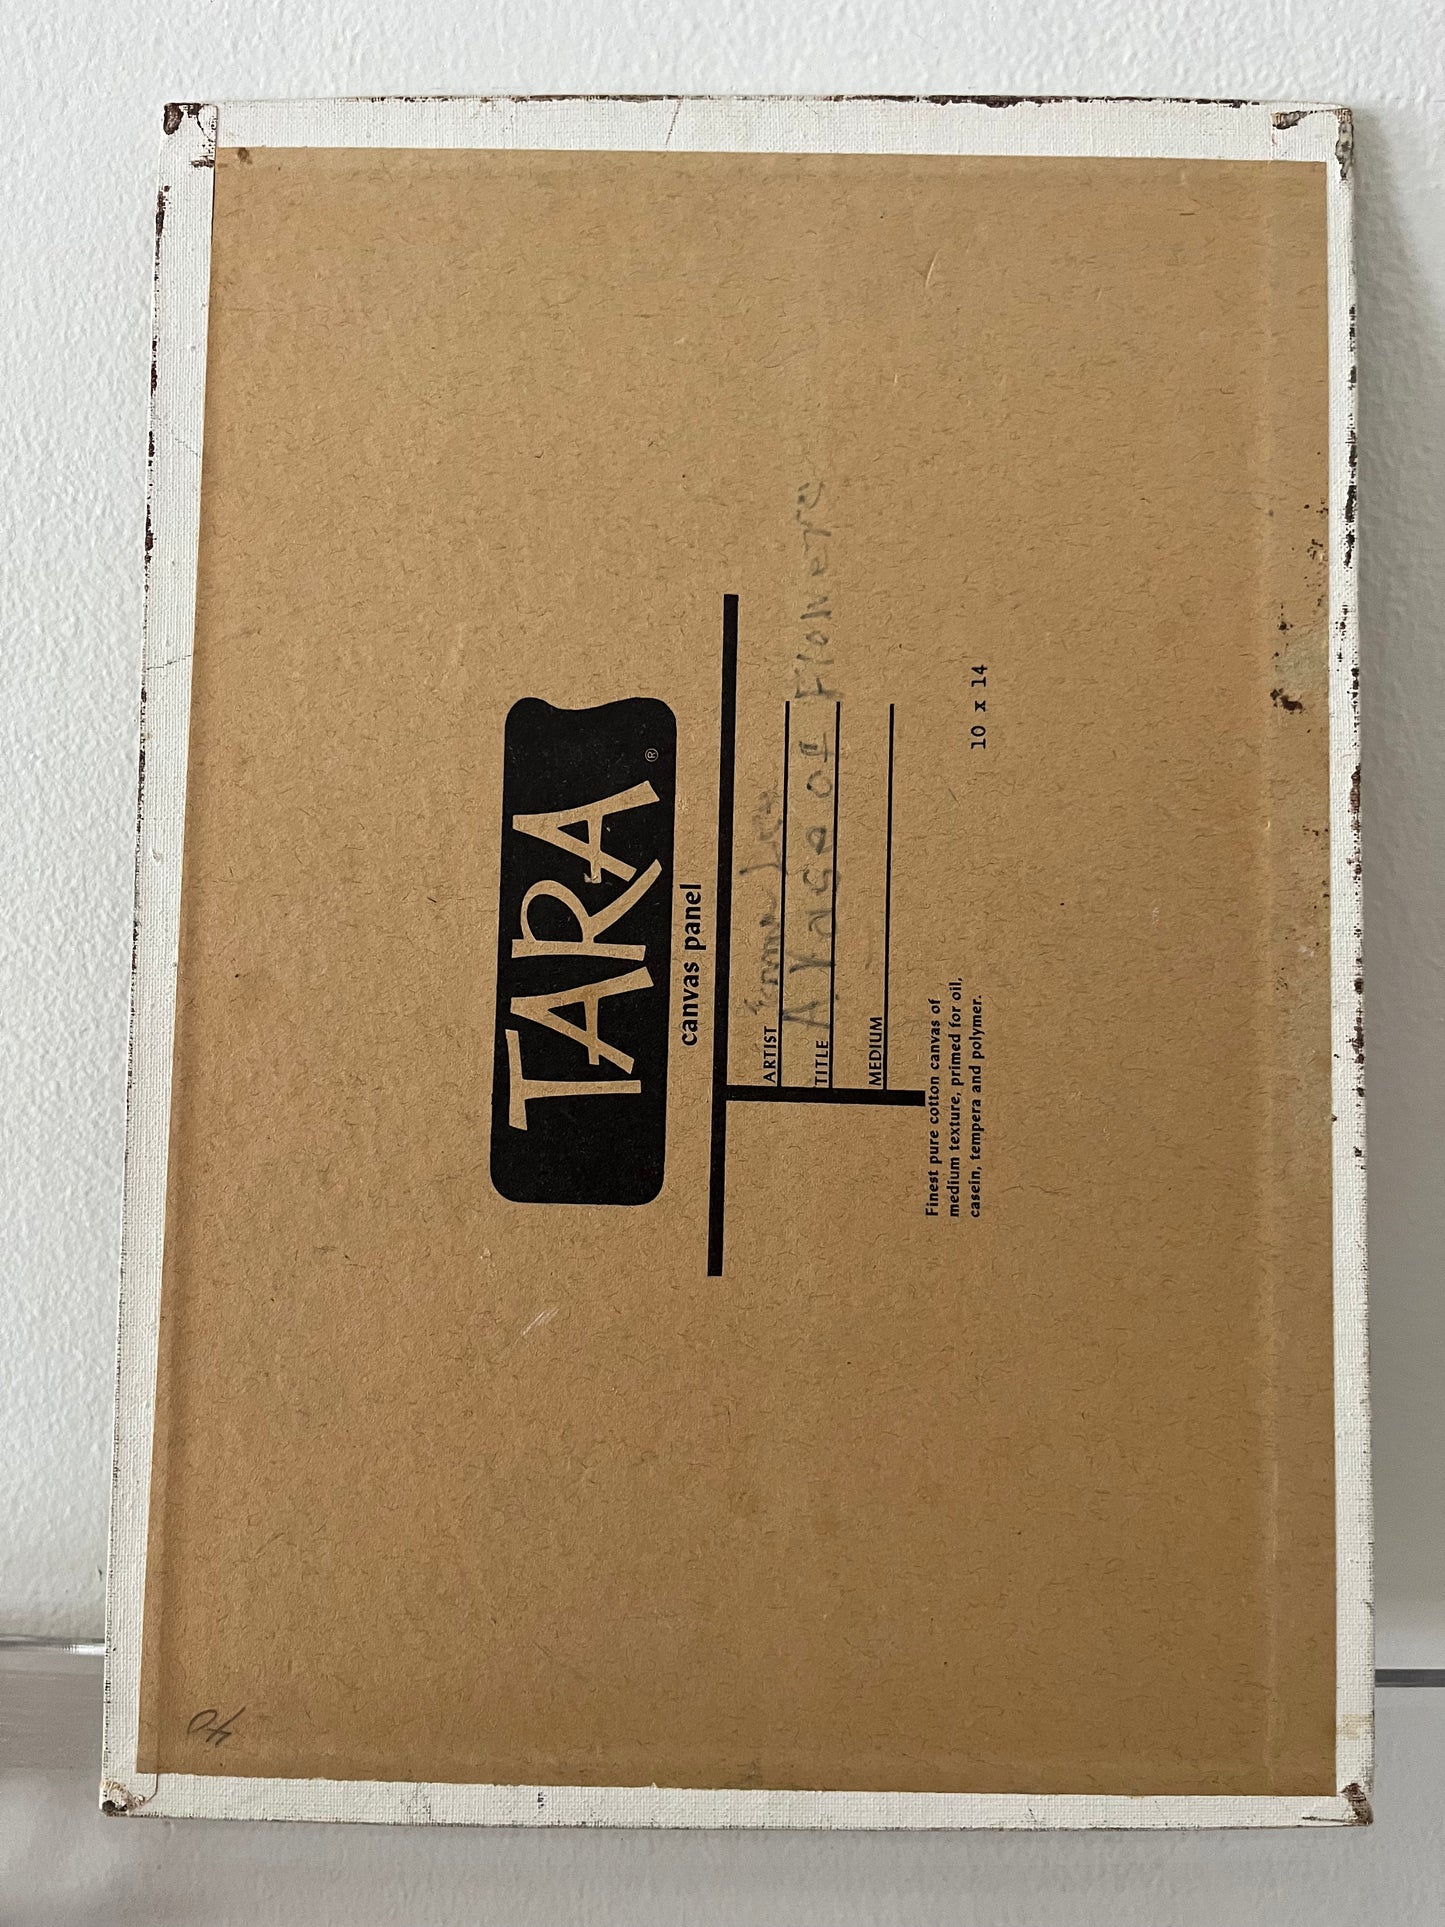 TARA ®
canvas panel
ARTIST
TITLE A Vase of Flowers
MEDIUM
Finest pure cotton canvas of
medium texture, primed for oil,
casein, tempera and polymer.
10 x 14
40